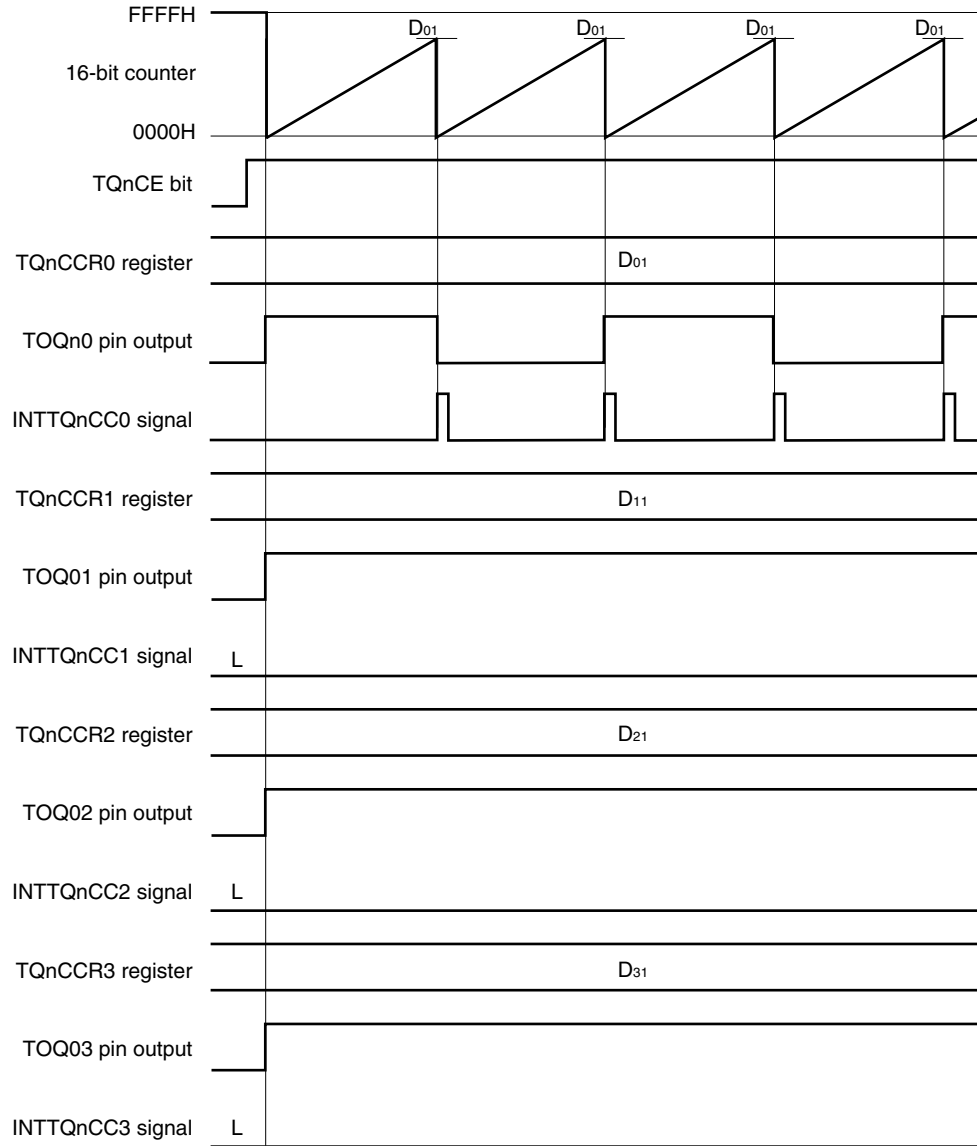 FFFFH
D01 D01 D01 D01
16-bit counter
0000H
TQnCE bit
TQnCCR0 register D01
TOQn0 pin output
INTTQnCC0 signal
TQnCCR1 register D11
TOQ01 pin output
INTTQnCC1 signal L
TQnCCR2 register D21
TOQ02 pin output
INTTQnCC2 signal L
TQnCCR3 register D31
TOQ03 pin output
INTTQnCC3 signal L